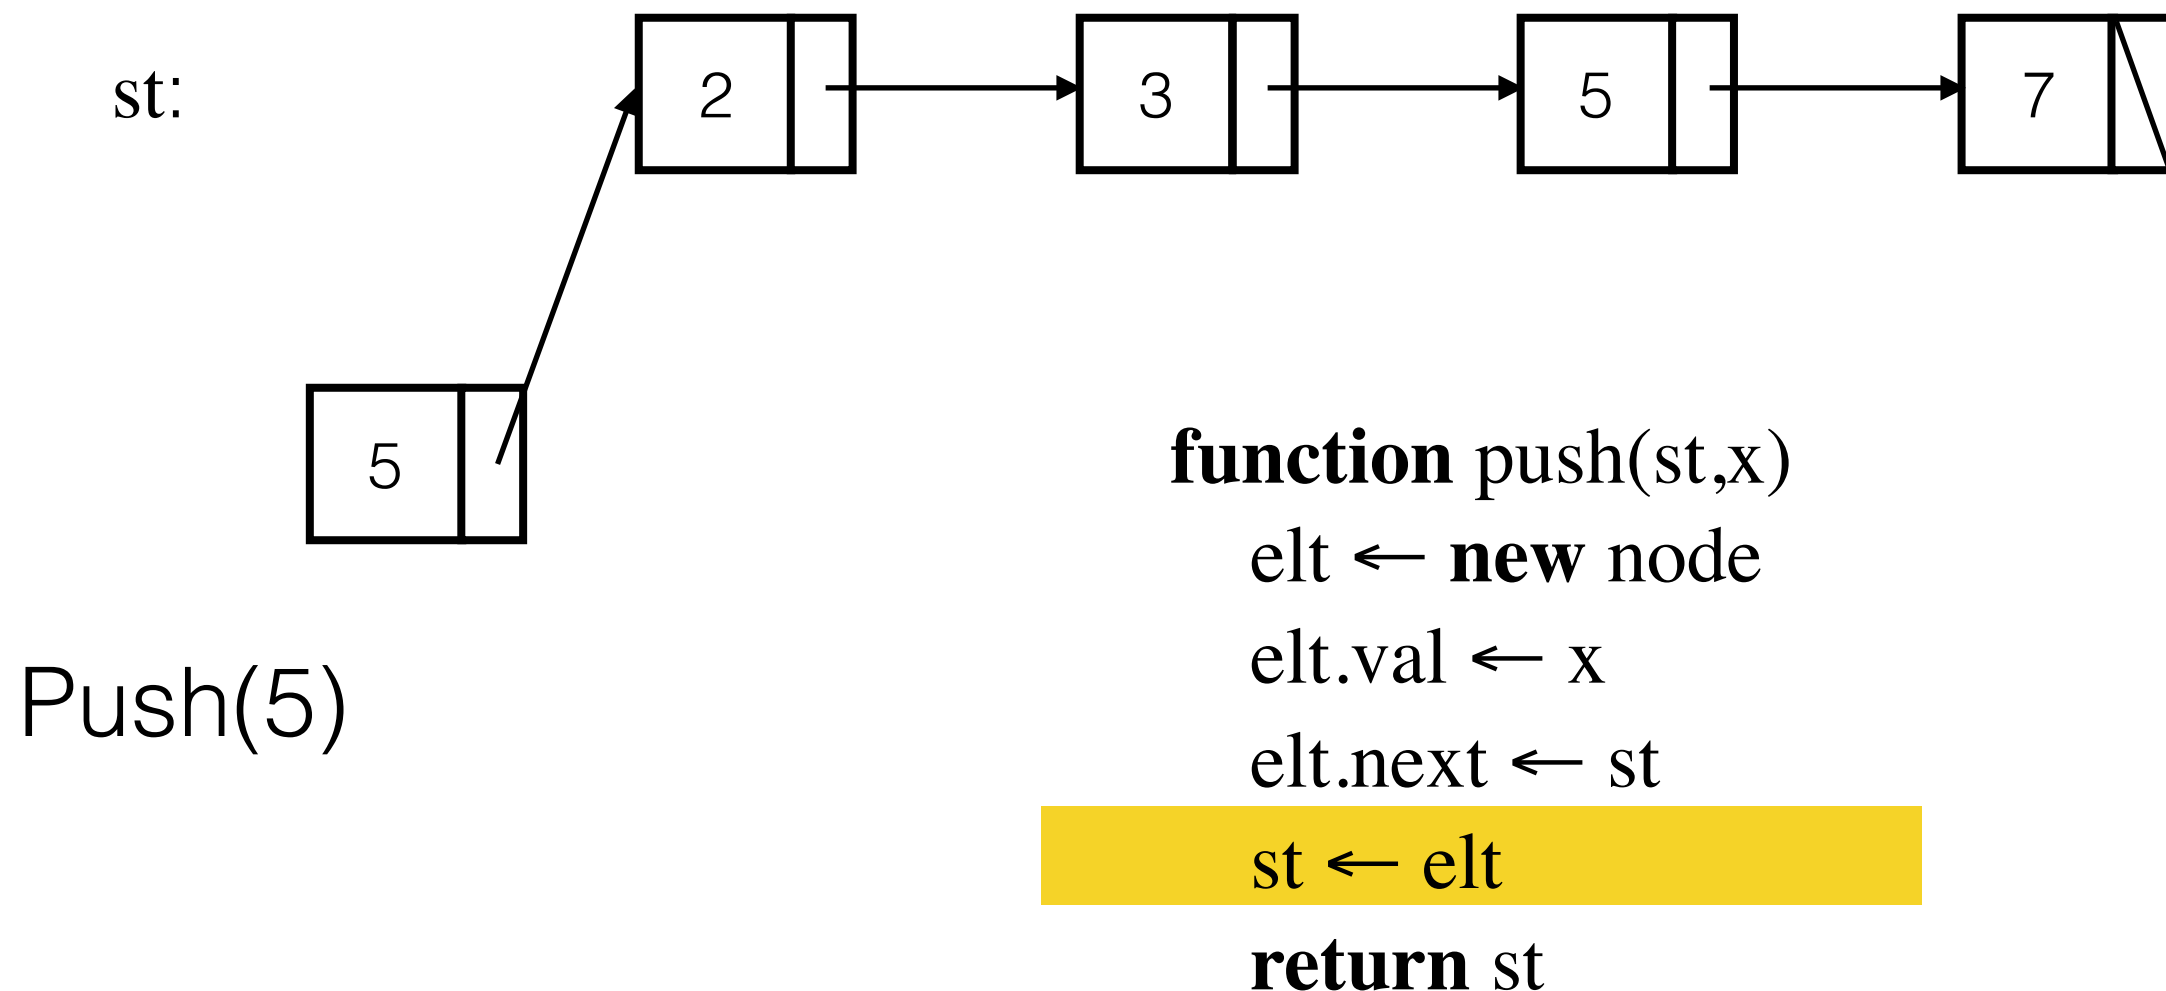 st:
2
3
5
7
5
function push(st,x)
elt ← new node
elt.val ← x
Push(5)
elt.next ← st
st ← elt
return st